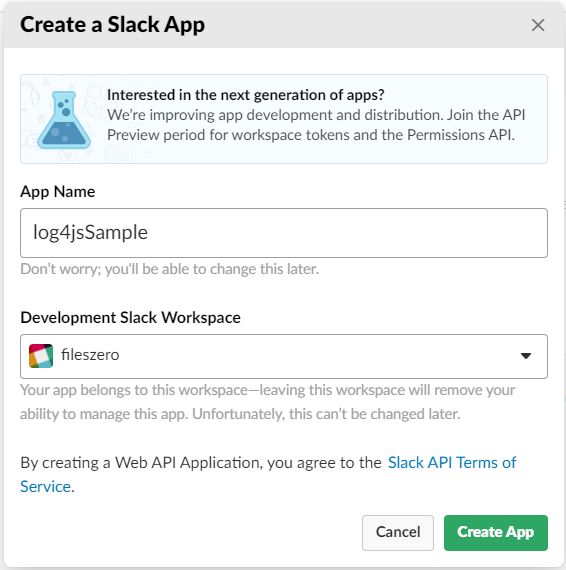 Create a Slack App
Interested in the next generation of apps?
We’re improving app development and distribution. Join the API
Preview period for workspace tokens and the Permissions API.
App Name
log4jsSample
Don’t worry; you'll be able to change this later.
Development Slack Workspace
fileszero
Your app belongs to this workspace—leaving this workspace will remove your
ability to manage this app. Unfortunately, this can’t be changed later.
By creating a Web API Application, you agree to the Slack API Terms of
Service.
Cancel
Create App